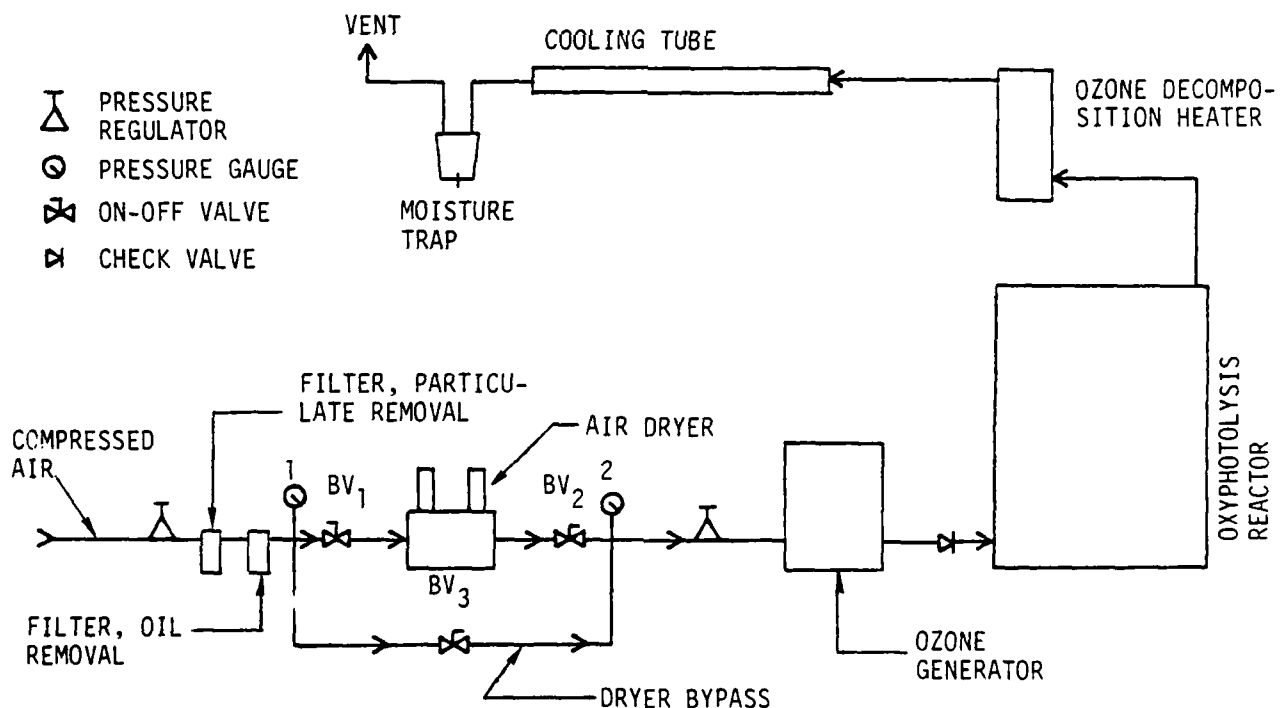 VENT
COOLING TUBE
OZONE DECOMPO-
SITION HEATER
PRESSURE
REGULATOR
PRESSURE GAUGE
ON-OFF VALVE
CHECK VALVE
MOISTURE
TRAP
FILTER, PARTICU-
LATE REMOVAL
COMPRESSED
AIR
AIR DRYER
1
BV1
BV2
2
BV3
OXYPHOTOLYSIS
REACTOR
FILTER, OIL
REMOVAL
OZONE
GENERATOR
DRYER BYPASS